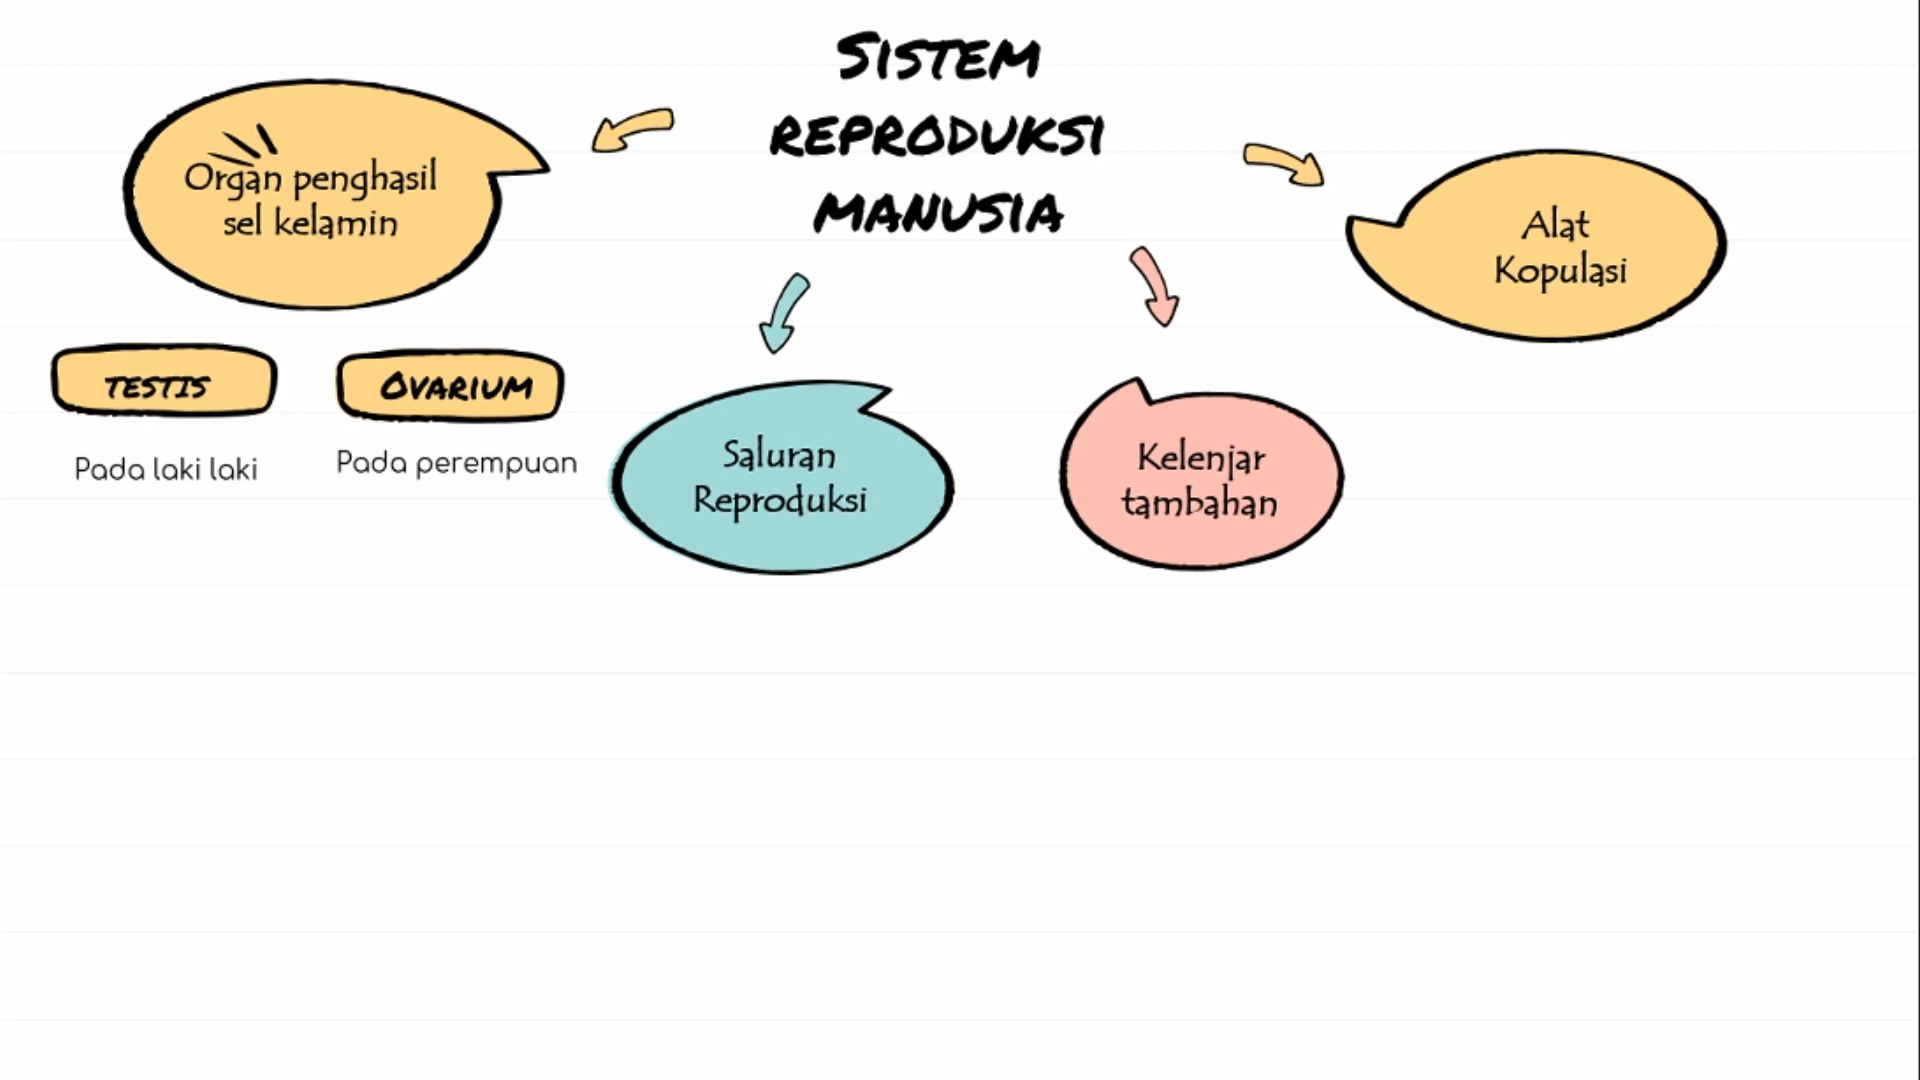 SISTEM
REPRODUKSI
MANUSIA
Organ penghasil
sel kelamin
TESTIS
Pada laki laki
OVARIUM
Pada perempuan
Saluran
Reproduksi
Kelenjar
tambahan
Alat
Kopulasi